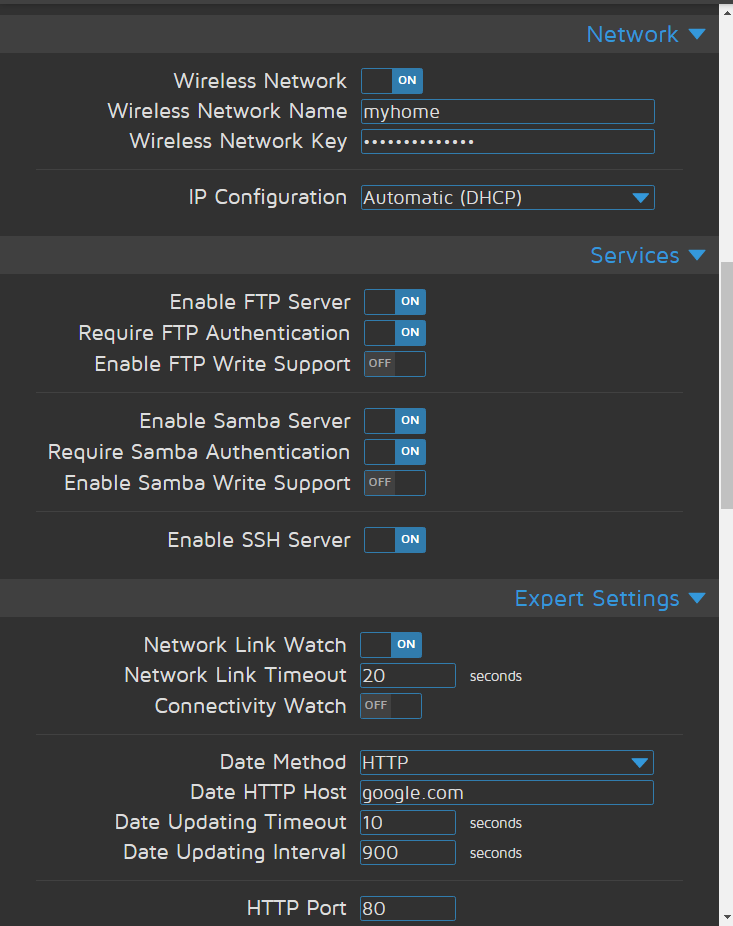 Network
Wireless Network ON
Wireless Network Name myhome
Wireless Network Key ••••••••••••••
IP Configuration Automatic (DHCP)
Services
Enable FTP Server ON
Require FTP Authentication ON
Enable FTP Write Support OFF
Enable Samba Server ON
Require Samba Authentication ON
Enable Samba Write Support OFF
Enable SSH Server ON
Expert Settings
Network Link Watch ON
Network Link Timeout 20 seconds
Connectivity Watch OFF
Date Method HTTP
Date HTTP Host google.com
Date Updating Timeout 10 seconds
Date Updating Interval 900 seconds
HTTP Port 80